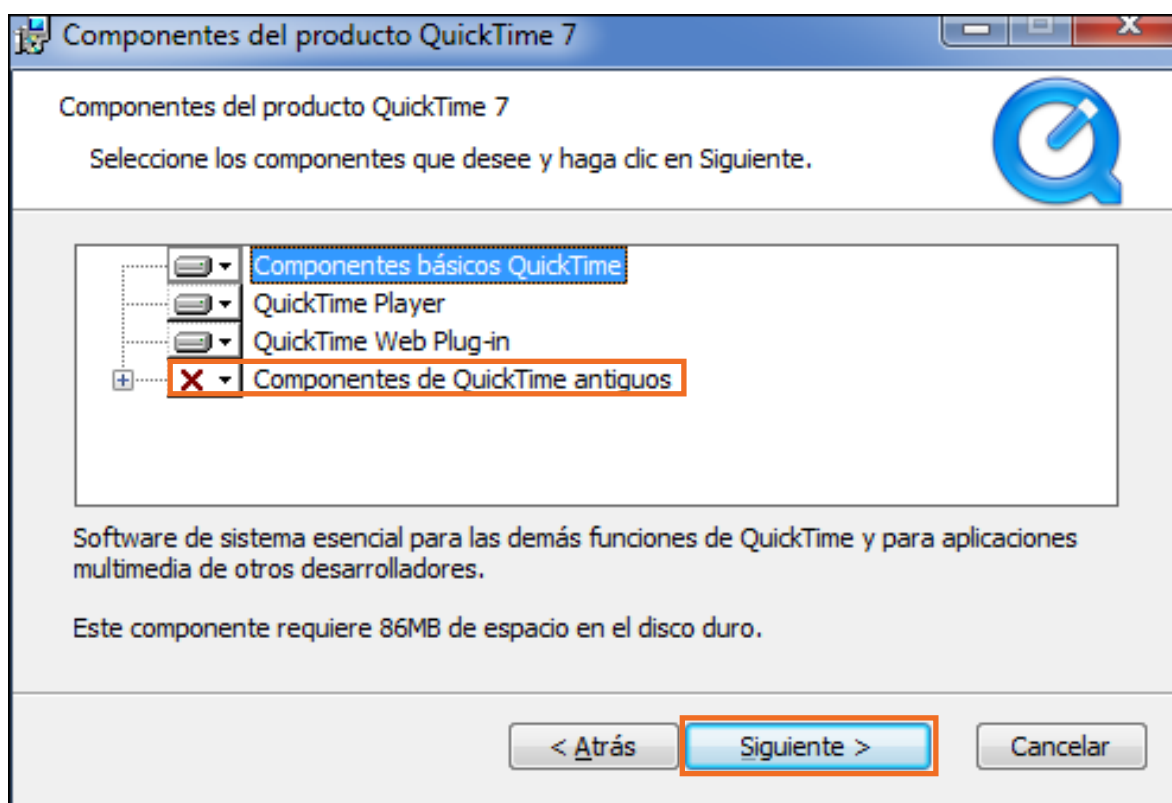 Componentes del producto QuickTime 7
Componentes del producto QuickTime 7
Seleccione los componentes que desee y haga clic en Siguiente.
Componentes básicos QuickTime
QuickTime Player
QuickTime Web Plug-in
Componentes de QuickTime antiguos
Software de sistema esencial para las demás funciones de QuickTime y para aplicaciones
multimedia de otros desarrolladores.
Este componente requiere 86MB de espacio en el disco duro.
< Atrás
Siguiente >
Cancelar